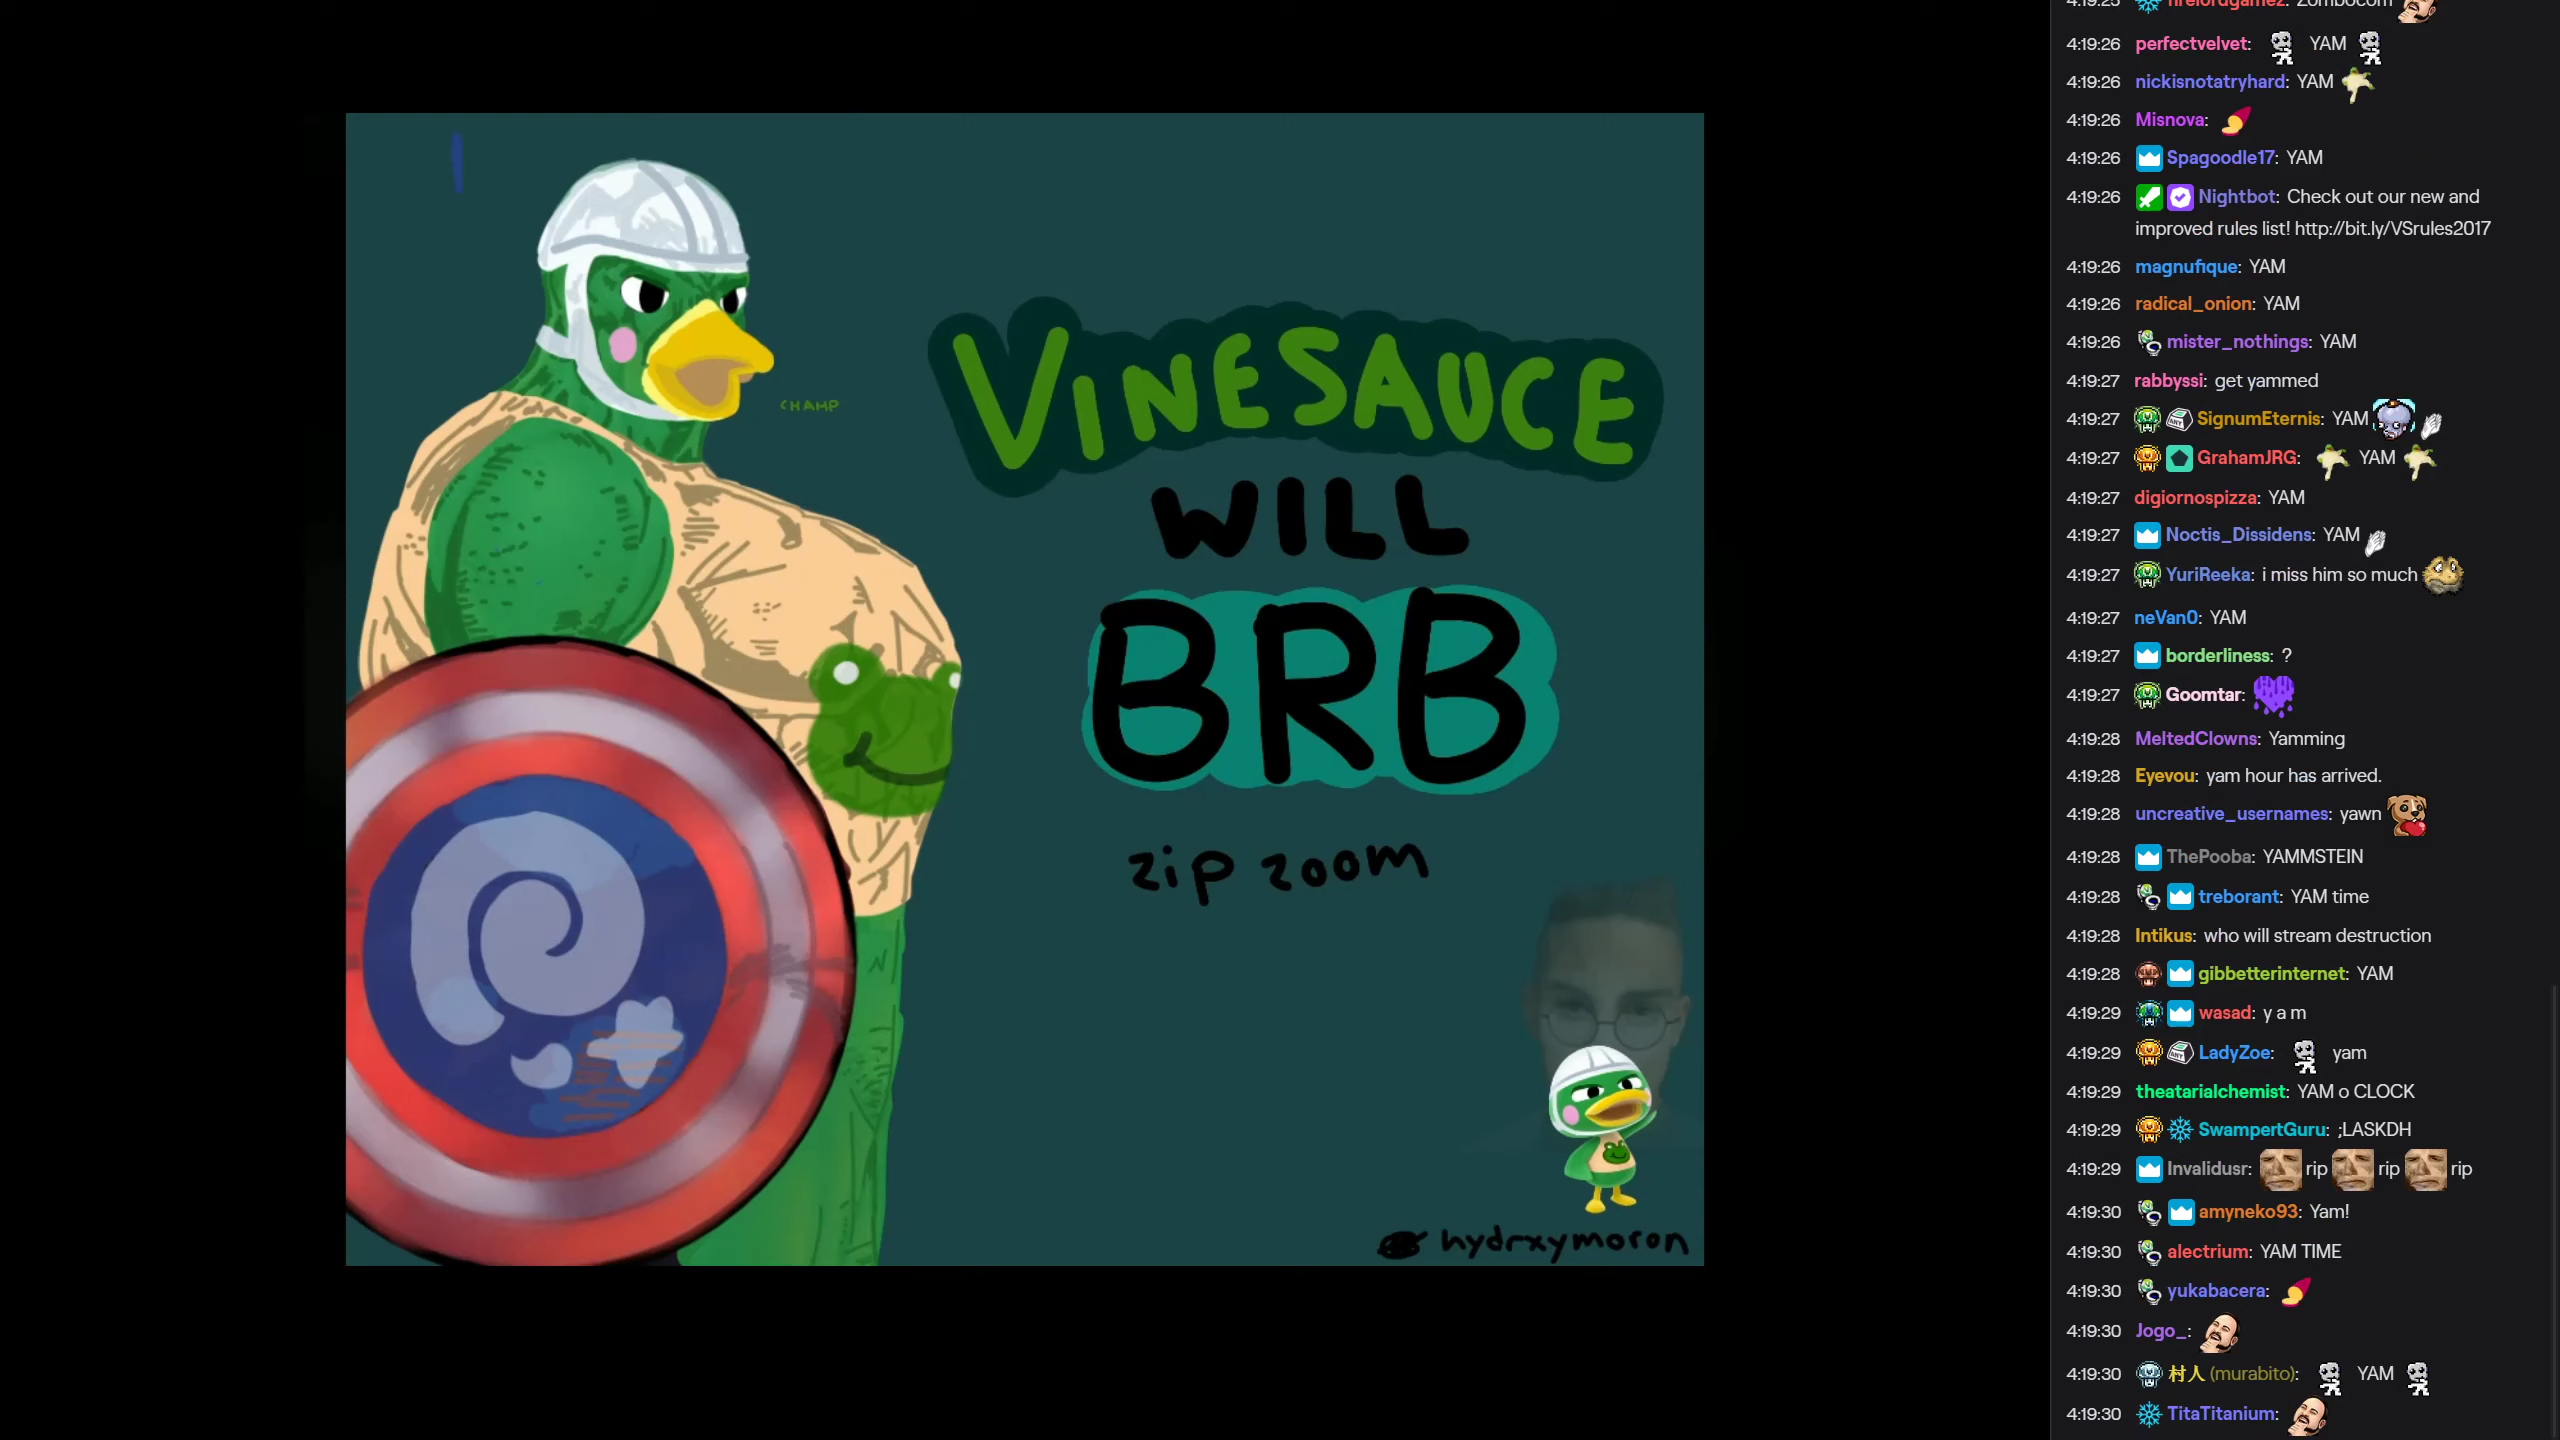 CHAMP
VINESAUCE
WILL
BRB
zip zoom
hydrxymoron
4:19:25 firelordgamez: Zombocom
4:19:26 perfectvelvet: YAM
4:19:26 nickisnotatryhard: YAM
4:19:26 Misnova:
4:19:26 Spagoodle17: YAM
4:19:26 Nightbot: Check out our new and
improved rules list! http://bit.ly/VSrules2017
4:19:26 magnufique: YAM
4:19:26 radical_onion: YAM
4:19:26 mister_nothings: YAM
4:19:27 rabbyssi: get yammed
4:19:27 SignumEternis: YAM
4:19:27 GrahamJRG: YAM
4:19:27 digiornospizza: YAM
4:19:27 Noctis_Dissidens: YAM
4:19:27 YuriReeka: i miss him so much
4:19:27 neVan0: YAM
4:19:27 borderliness: ?
4:19:27 Goomtar:
4:19:28 MeltedClowns: Yamming
4:19:28 Eyevou: yam hour has arrived.
4:19:28 uncreative_usernames: yawn
4:19:28 ThePooba: YAMMSTEIN
4:19:28 treborant: YAM time
4:19:28 Intikus: who will stream destruction
4:19:28 gibbetterinternet: YAM
4:19:29 wasad: y a m
4:19:29 LadyZoe: yam
4:19:29 theatarialchemist: YAM o CLOCK
4:19:29 SwampertGuru: ;LASKDH
4:19:29 Invalidusr: rip rip rip
4:19:30 amyneko93: Yam!
4:19:30 alectrium: YAM TIME
4:19:30 yukabacera:
4:19:30 Jogo_:
4:19:30 村人 (murabito): YAM
4:19:30 TitaTitanium: